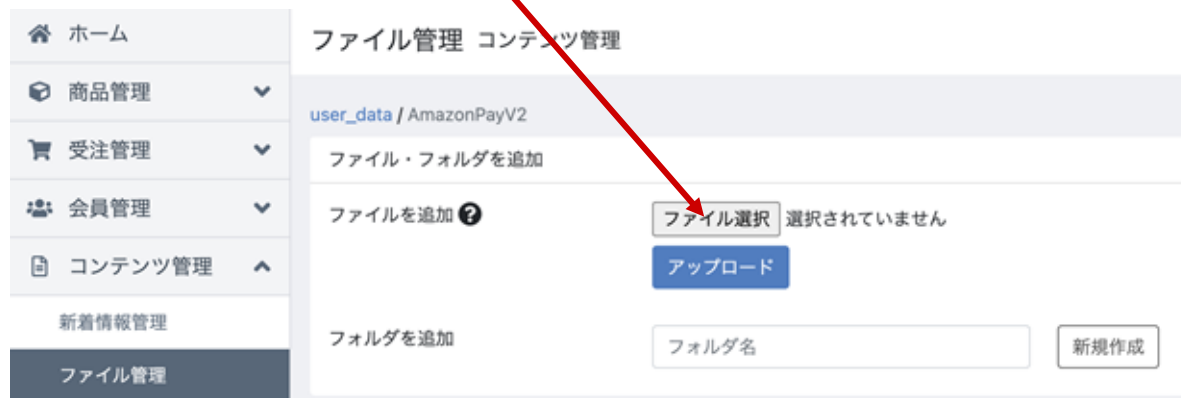 ホーム
商品管理
受注管理
会員管理
コンテンツ管理
新着情報管理
ファイル管理
ファイル管理 コンテンツ管理
user_data / AmazonPayV2
ファイル・フォルダを追加
ファイルを追加
ファイル選択 選択されていません
アップロード
フォルダを追加
フォルダ名
新規作成